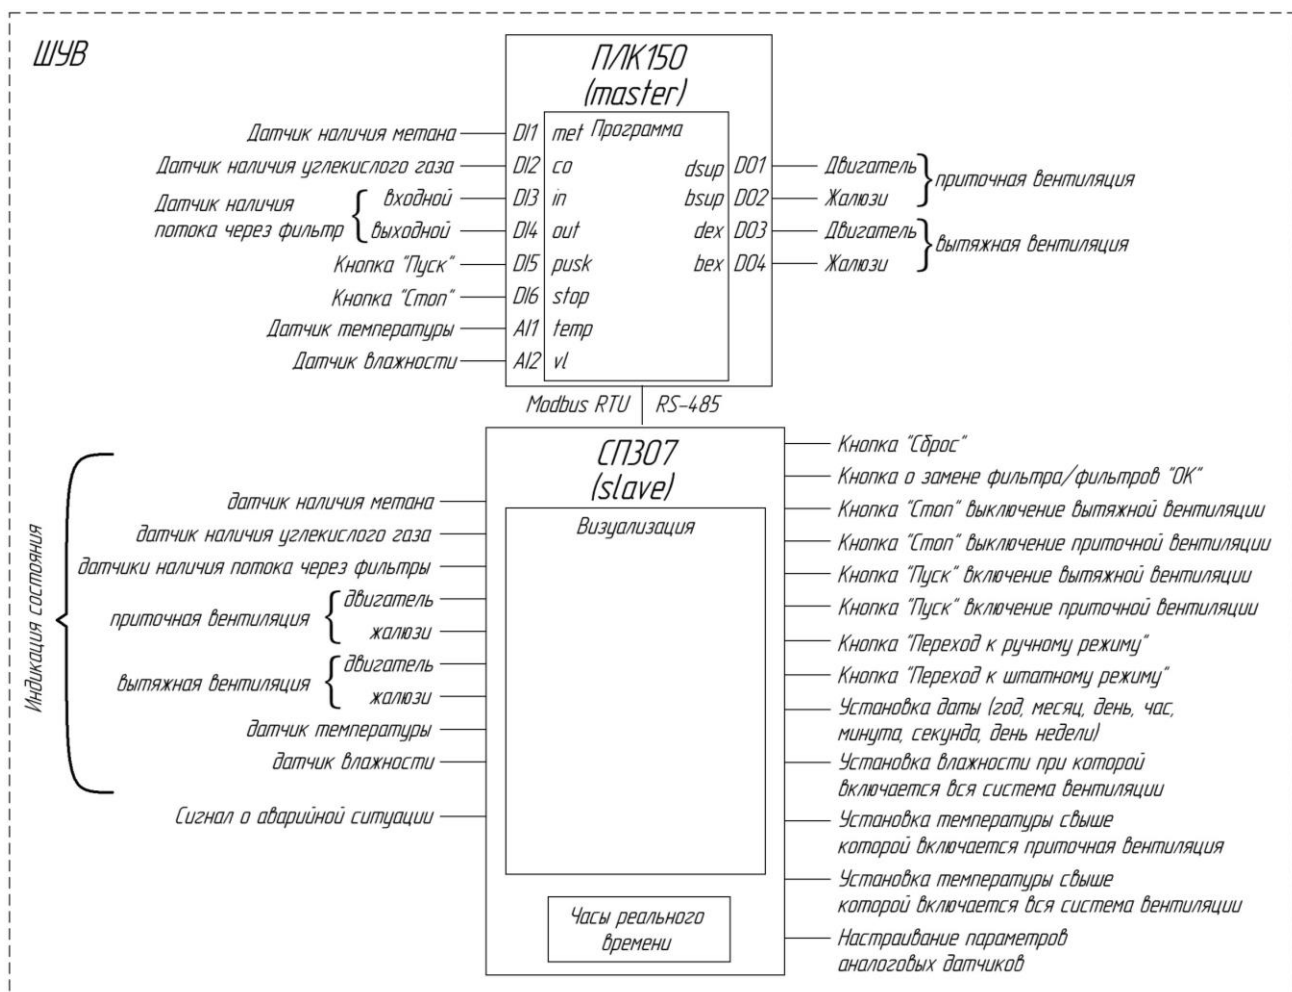 ШУВ
ПЛК150
(master)
Программа
Датчик наличия метана
DI1
met
Датчик наличия углекислого газа
DI2
co
Датчик наличия
потока через фильтр
входной
DI3
in
выходной
DI4
out
Кнопка "Пуск"
DI5
pusk
Кнопка "Стоп"
DI6
stop
Датчик температуры
AI1
temp
Датчик влажности
AI2
vl
dsup
DO1
Двигатель
bsup
DO2
Жалюзи
приточная вентиляция
dex
DO3
Двигатель
bex
DO4
Жалюзи
вытяжная вентиляция
Modbus RTU
RS-485
СП307
(slave)
Визуализация
Часы реального
времени
Индикация состояния
датчик наличия метана
датчик наличия углекислого газа
датчики наличия потока через фильтры
приточная вентиляция
двигатель
жалюзи
вытяжная вентиляция
двигатель
жалюзи
датчик температуры
датчик влажности
Сигнал о аварийной ситуации
Кнопка "Сброс"
Кнопка о замене фильтра/фильтров "ОК"
Кнопка "Стоп" выключение вытяжной вентиляции
Кнопка "Стоп" выключение приточной вентиляции
Кнопка "Пуск" включение вытяжной вентиляции
Кнопка "Пуск" включение приточной вентиляции
Кнопка "Переход к ручному режиму"
Кнопка "Переход к штатному режиму"
Установка даты (год, месяц, день, час,
минута, секунда, день недели)
Установка влажности при которой
включается вся система вентиляции
Установка температуры свыше
которой включается приточная вентиляция
Установка температуры свыше
которой включается вся система вентиляции
Настраивание параметров
аналоговых датчиков